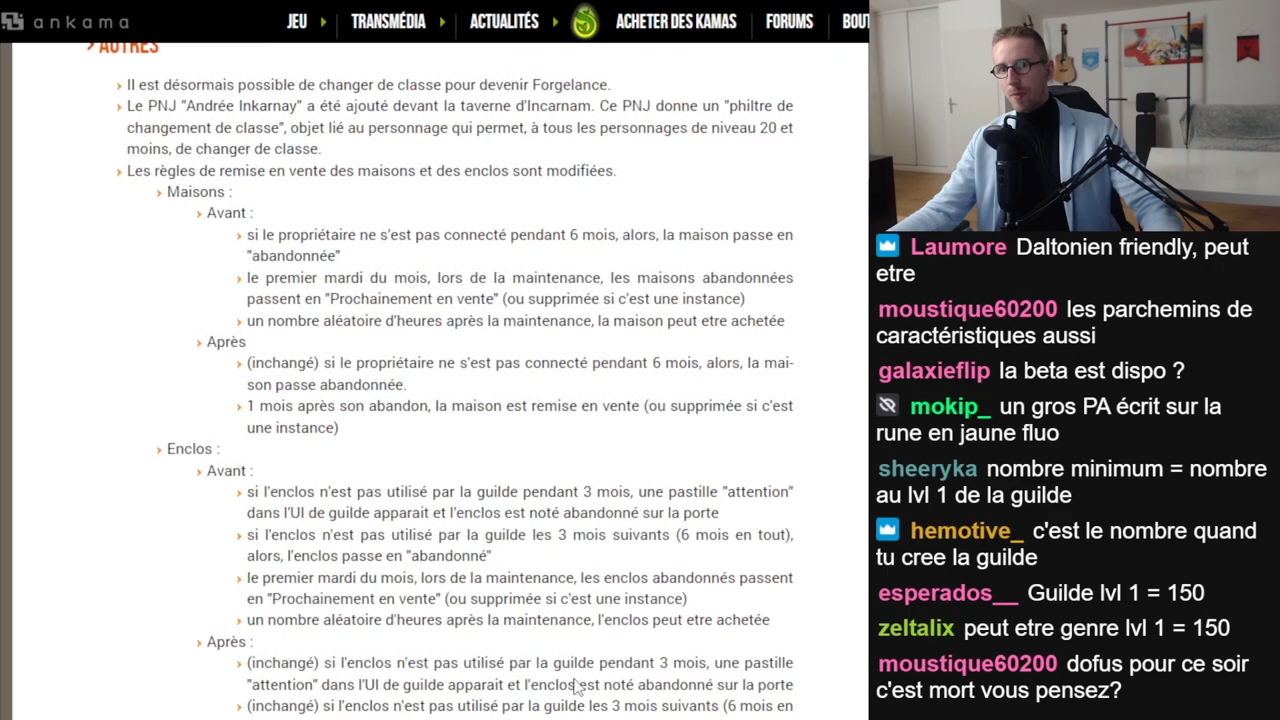 ankama
JEU
TRANSMÉDIA
ACTUALITÉS
ACHETER DES KAMAS
FORUMS
BOU
AUTRES
Il est désormais possible de changer de classe pour devenir Forgelance.
Le PNJ "Andrée Inkarnay" a été ajouté devant la taverne d'Incarnam. Ce PNJ donne un "philtre de
changement de classe", objet lié au personnage qui permet, à tous les personnages de niveau 20 et
moins, de changer de classe.
Les règles de remise en vente des maisons et des enclos sont modifiées.
Maisons :
Avant :
si le propriétaire ne s'est pas connecté pendant 6 mois, alors, la maison passe en
"abandonnée"
le premier mardi du mois, lors de la maintenance, les maisons abandonnées
passent en "Prochainement en vente" (ou supprimée si c'est une instance)
un nombre aléatoire d'heures après la maintenance, la maison peut etre achetée
Après
(inchangé) si le propriétaire ne s'est pas connecté pendant 6 mois, alors, la mai-
son passe abandonnée.
1 mois après son abandon, la maison est remise en vente (ou supprimée si c'est
une instance)
Enclos :
Avant :
si l'enclos n'est pas utilisé par la guilde pendant 3 mois, une pastille "attention"
dans l'UI de guilde apparait et l'enclos est noté abandonné sur la porte
si l'enclos n'est pas utilisé par la guilde les 3 mois suivants (6 mois en tout),
alors, l'enclos passe en "abandonné"
le premier mardi du mois, lors de la maintenance, les enclos abandonnés passent
en "Prochainement en vente" (ou supprimée si c'est une instance)
un nombre aléatoire d'heures après la maintenance, l'enclos peut etre achetée
Après :
(inchangé) si l'enclos n'est pas utilisé par la guilde pendant 3 mois, une pastille
"attention" dans l'UI de guilde apparait et l'enclos est noté abandonné sur la porte
(inchangé) si l'enclos n'est pas utilisé par la guilde les 3 mois suivants (6 mois en
Laumore Daltonien friendly, peut
etre
moustique60200 les parchemins de
caractéristiques aussi
galaxieflip la beta est dispo ?
mokip_ un gros PA écrit sur la
rune en jaune fluo
sheeryka nombre minimum = nombre
au lvl 1 de la guilde
hemotive_ c'est le nombre quand
tu cree la guilde
esperados__ Guilde lvl 1 = 150
zeltalix peut etre genre lvl 1 = 150
moustique60200 dofus pour ce soir
c'est mort vous pensez?